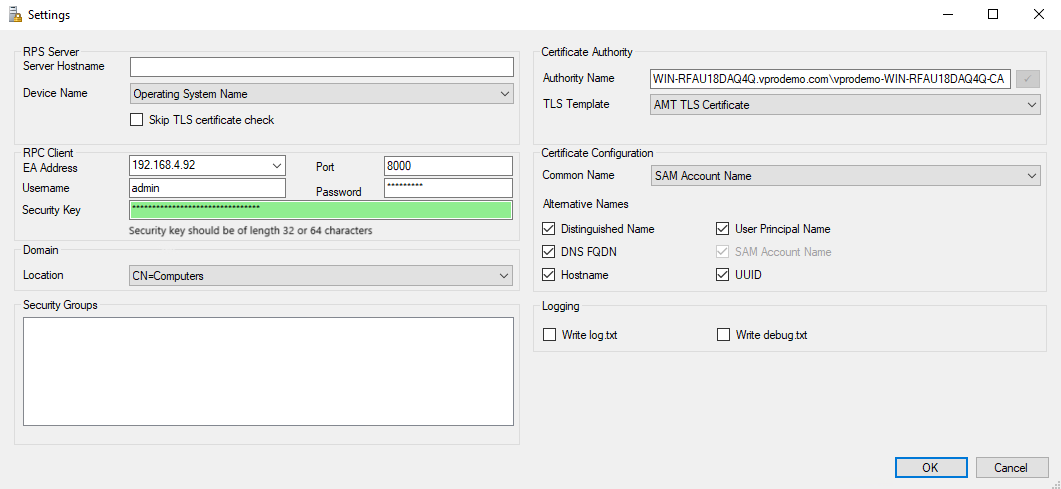 Settings
RPS Server
Server Hostname
Device Name
Operating System Name
Skip TLS certificate check
RPC Client
EA Address
192.168.4.92
Port
8000
Username
admin
Password
*********
Security Key
********************************
Security key should be of length 32 or 64 characters
Domain
Location
CN=Computers
Security Groups
Certificate Authority
Authority Name
WIN-RFAU18DAQ4Q.vprodemo.com\vprodemo-WIN-RFAU18DAQ4Q-CA
TLS Template
AMT TLS Certificate
Certificate Configuration
Common Name
SAM Account Name
Alternative Names
Distinguished Name
User Principal Name
DNS FQDN
SAM Account Name
Hostname
UUID
Logging
Write log.txt
Write debug.txt
OK
Cancel